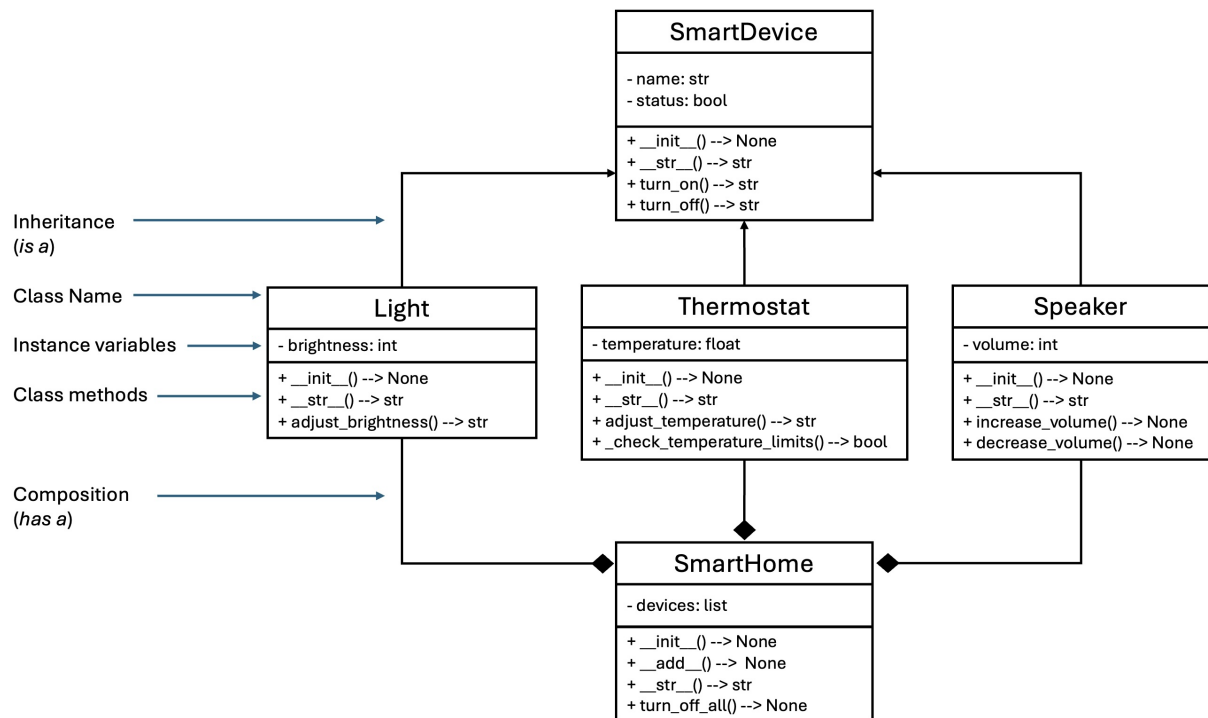 SmartDevice
- name: str
- status: bool
+ __init__() --> None
+ __str__() --> str
+ turn_on() --> str
+ turn_off() --> str
Inheritance
(is a)
Class Name
Instance variables
Class methods
Composition
(has a)
Light
- brightness: int
+ __init__() --> None
+ __str__() --> str
+ adjust_brightness() --> str
Thermostat
- temperature: float
+ __init__() --> None
+ __str__() --> str
+ adjust_temperature() --> str
+ _check_temperature_limits() --> bool
Speaker
- volume: int
+ __init__() --> None
+ __str__() --> str
+ increase_volume() --> None
+ decrease_volume() --> None
SmartHome
- devices: list
+ __init__() --> None
+ __add__() --> None
+ __str__() --> str
+ turn_off_all() --> None